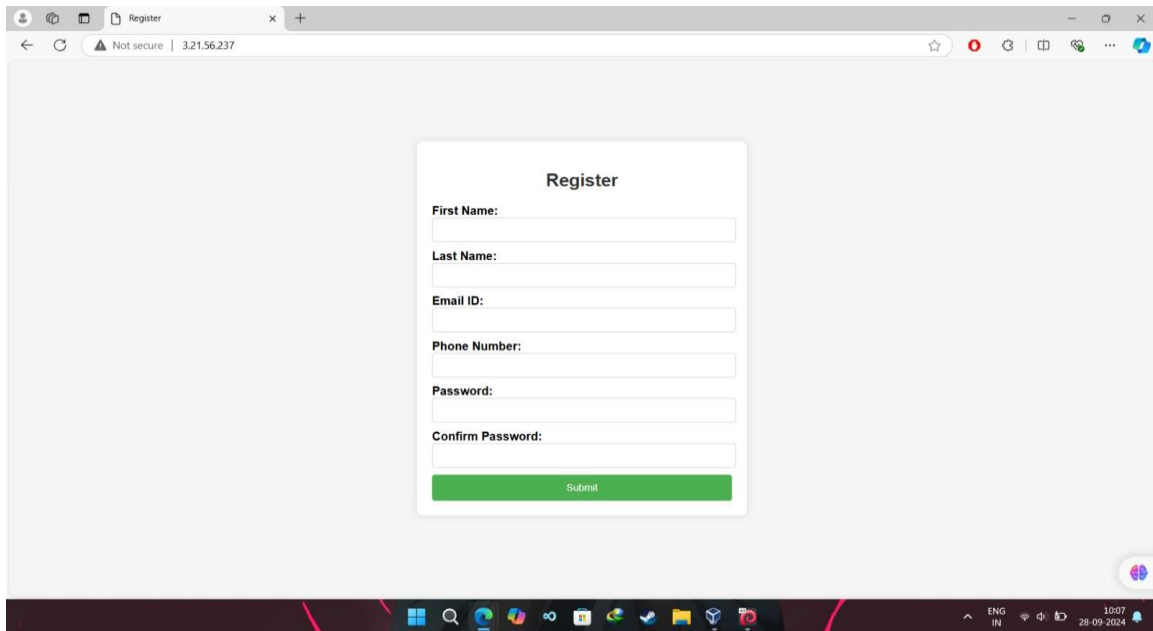 Register
Not secure | 3.21.56.237
Register
First Name:
Last Name:
Email ID:
Phone Number:
Password:
Confirm Password:
Submit
ENG
IN
10:07
28-09-2024